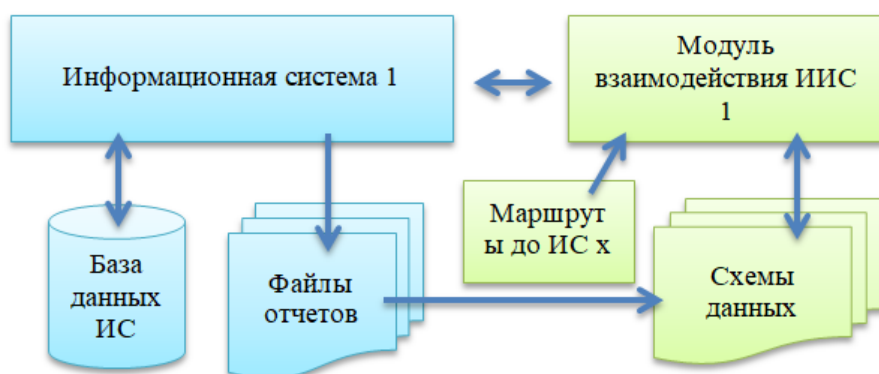 Информационная система 1
Модуль
взаимодействия ИИС
1
База
данных
ИС
Файлы
отчетов
Маршрут
ы до ИС х
Схемы
данных